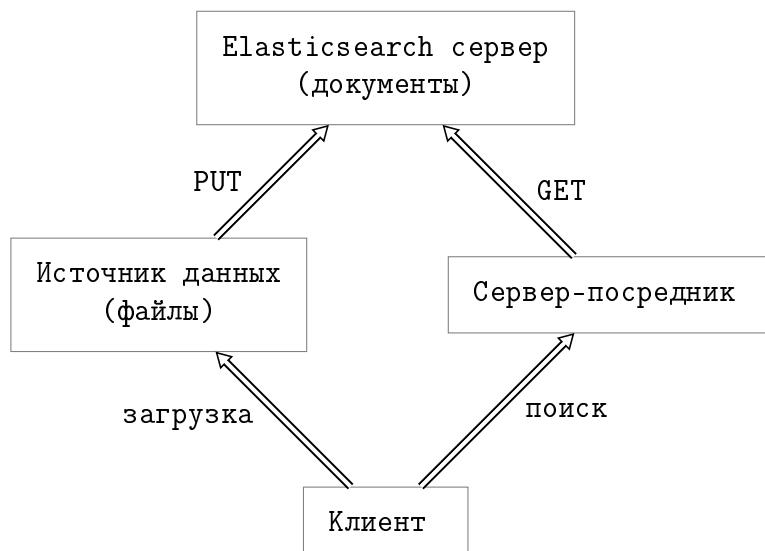 Elasticsearch сервер
(документы)
PUT
GET
Источник данных
(файлы)
Сервер-посредник
загрузка
поиск
Клиент